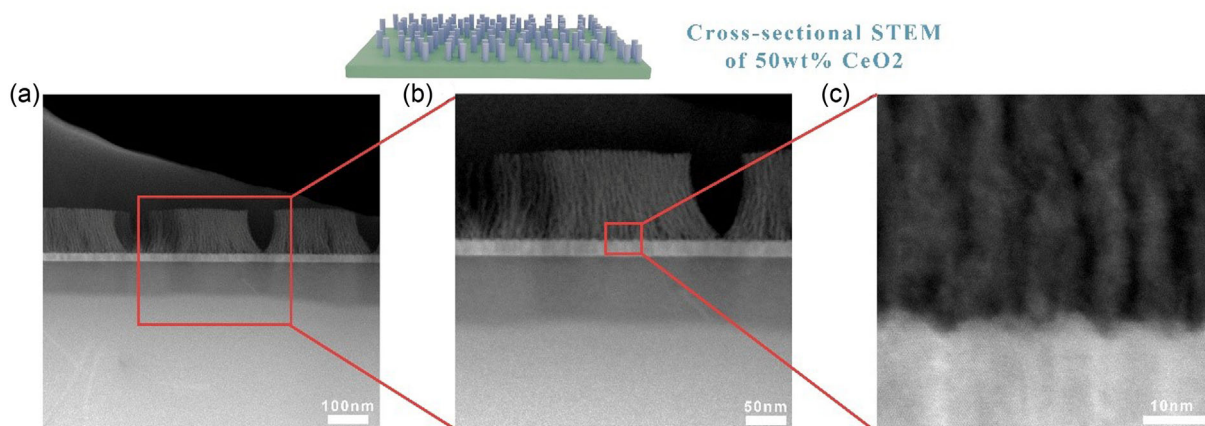 Cross-sectional STEM
of 50wt% CeO2
(a)
(b)
(c)
100nm
50nm
10nm